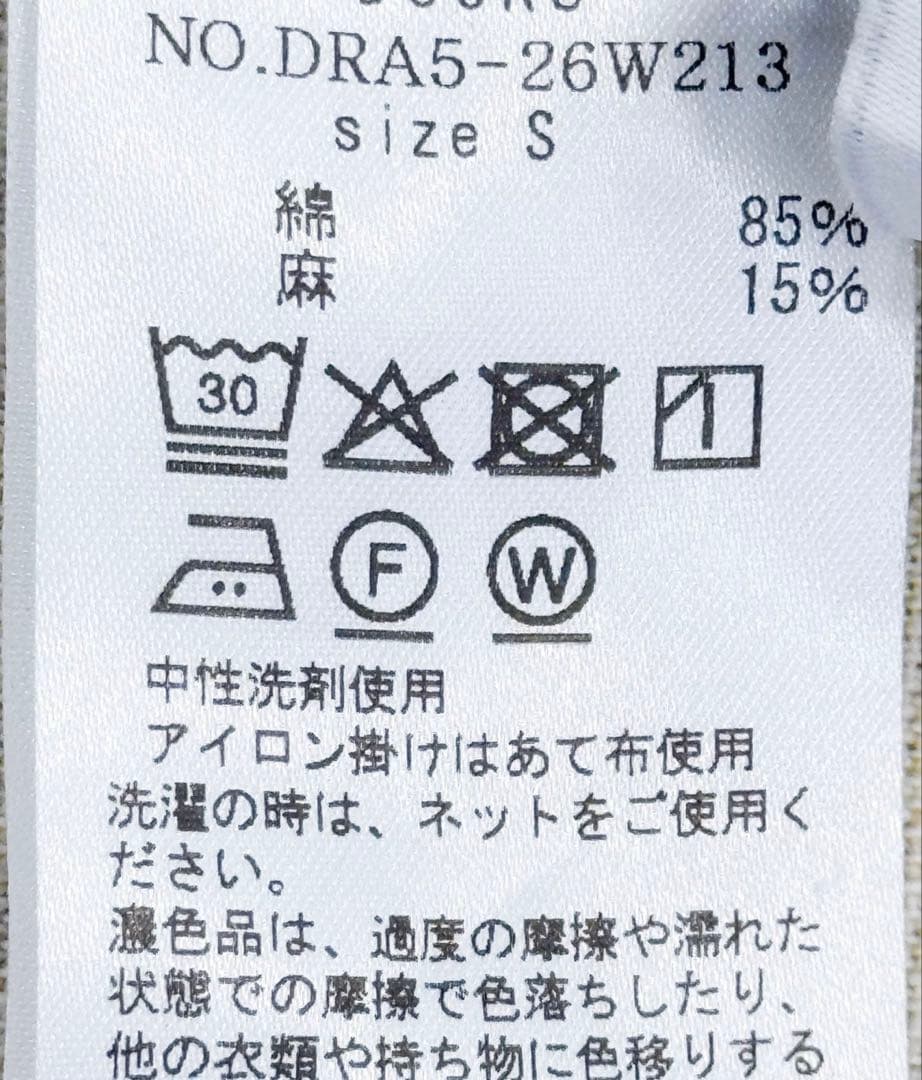 NO.DRA5-26W213
size S
綿 85%
麻 15%
30
F W
中性洗剤使用
アイロン掛けはあて布使用
洗濯の時は、ネットをご使用く
ださい。
濃色品は、過度の摩擦や濡れた
状態での摩擦で色落ちしたり、
他の衣類や持ち物に色移りする